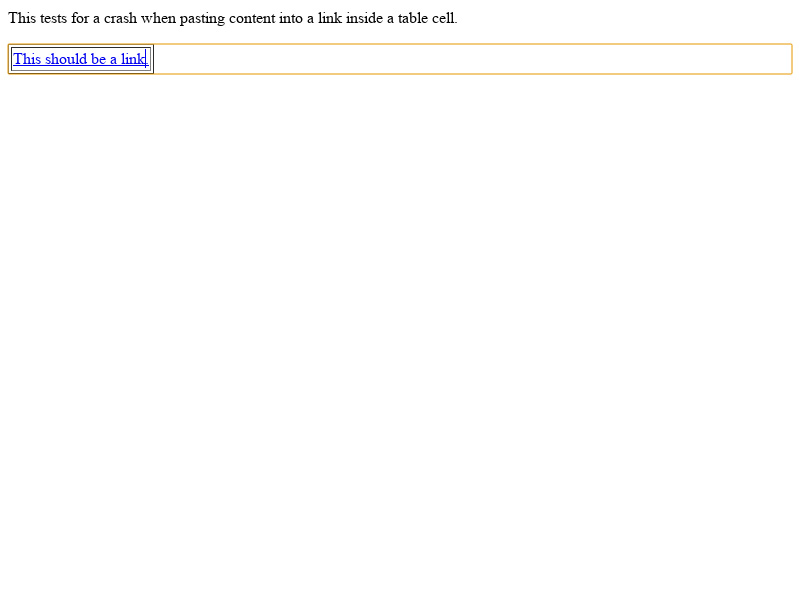 This tests for a crash when pasting content into a link inside a table cell.
This should be a link.